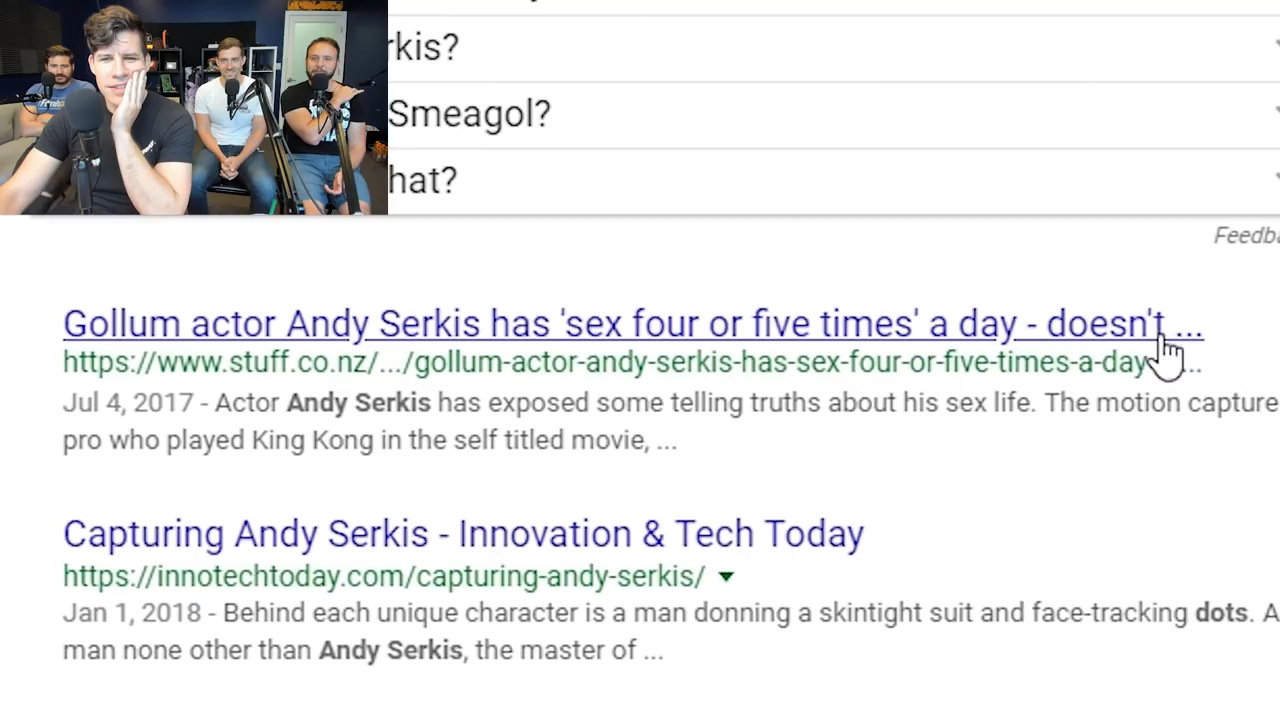 rkis?
Smeagol?
hat?
Feedba
Gollum actor Andy Serkis has 'sex four or five times' a day - doesn't ...
https://www.stuff.co.nz/.../gollum-actor-andy-serkis-has-sex-four-or-five-times-a-day...
Jul 4, 2017 - Actor Andy Serkis has exposed some telling truths about his sex life. The motion capture
pro who played King Kong in the self titled movie, ...
Capturing Andy Serkis - Innovation & Tech Today
https://innotechtoday.com/capturing-andy-serkis/
Jan 1, 2018 - Behind each unique character is a man donning a skintight suit and face-tracking dots. A
man none other than Andy Serkis, the master of ...